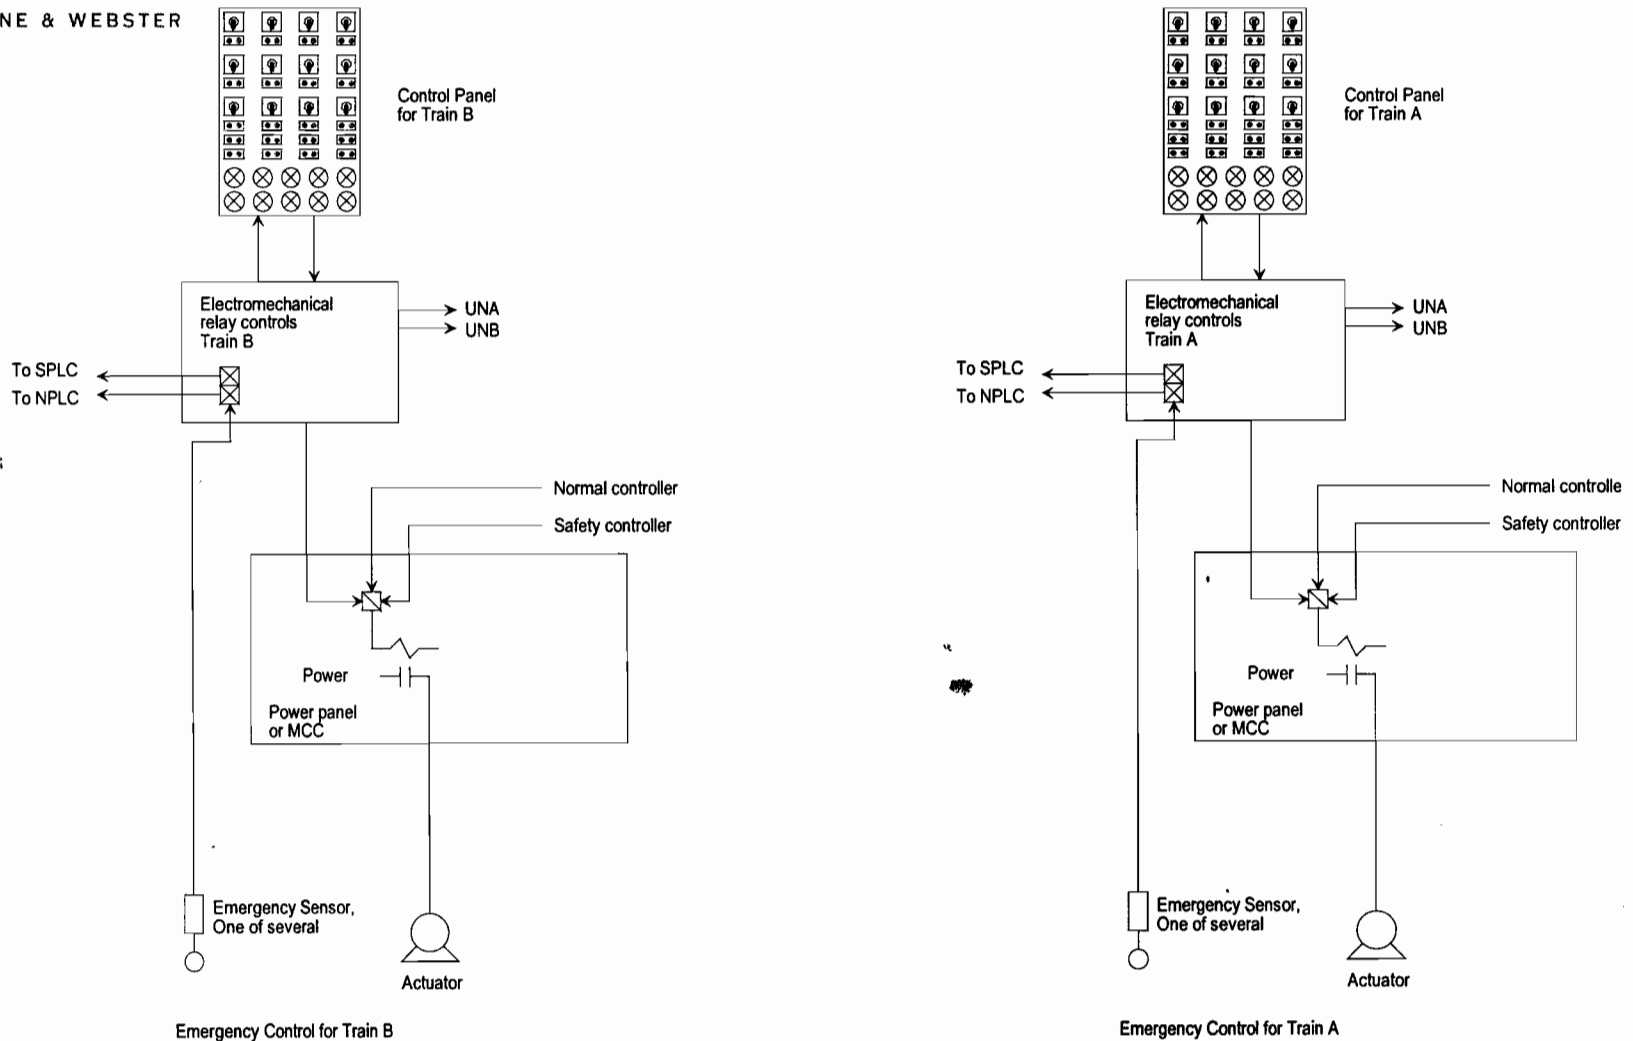 NE & WEBSTER
Control Panel
for Train B
Electromechanical
relay controls
Train B
UNA
UNB
To SPLC
To NPLC
Normal controller
Safety controller
Power
Power panel
or MCC
Emergency Sensor,
One of several
Actuator
Emergency Control for Train B
Control Panel
for Train A
Electromechanical
relay controls
Train A
UNA
UNB
To SPLC
To NPLC
Normal controlle
Safety controller
Power
Power panel
or MCC
Emergency Sensor,
One of several
Actuator
Emergency Control for Train A